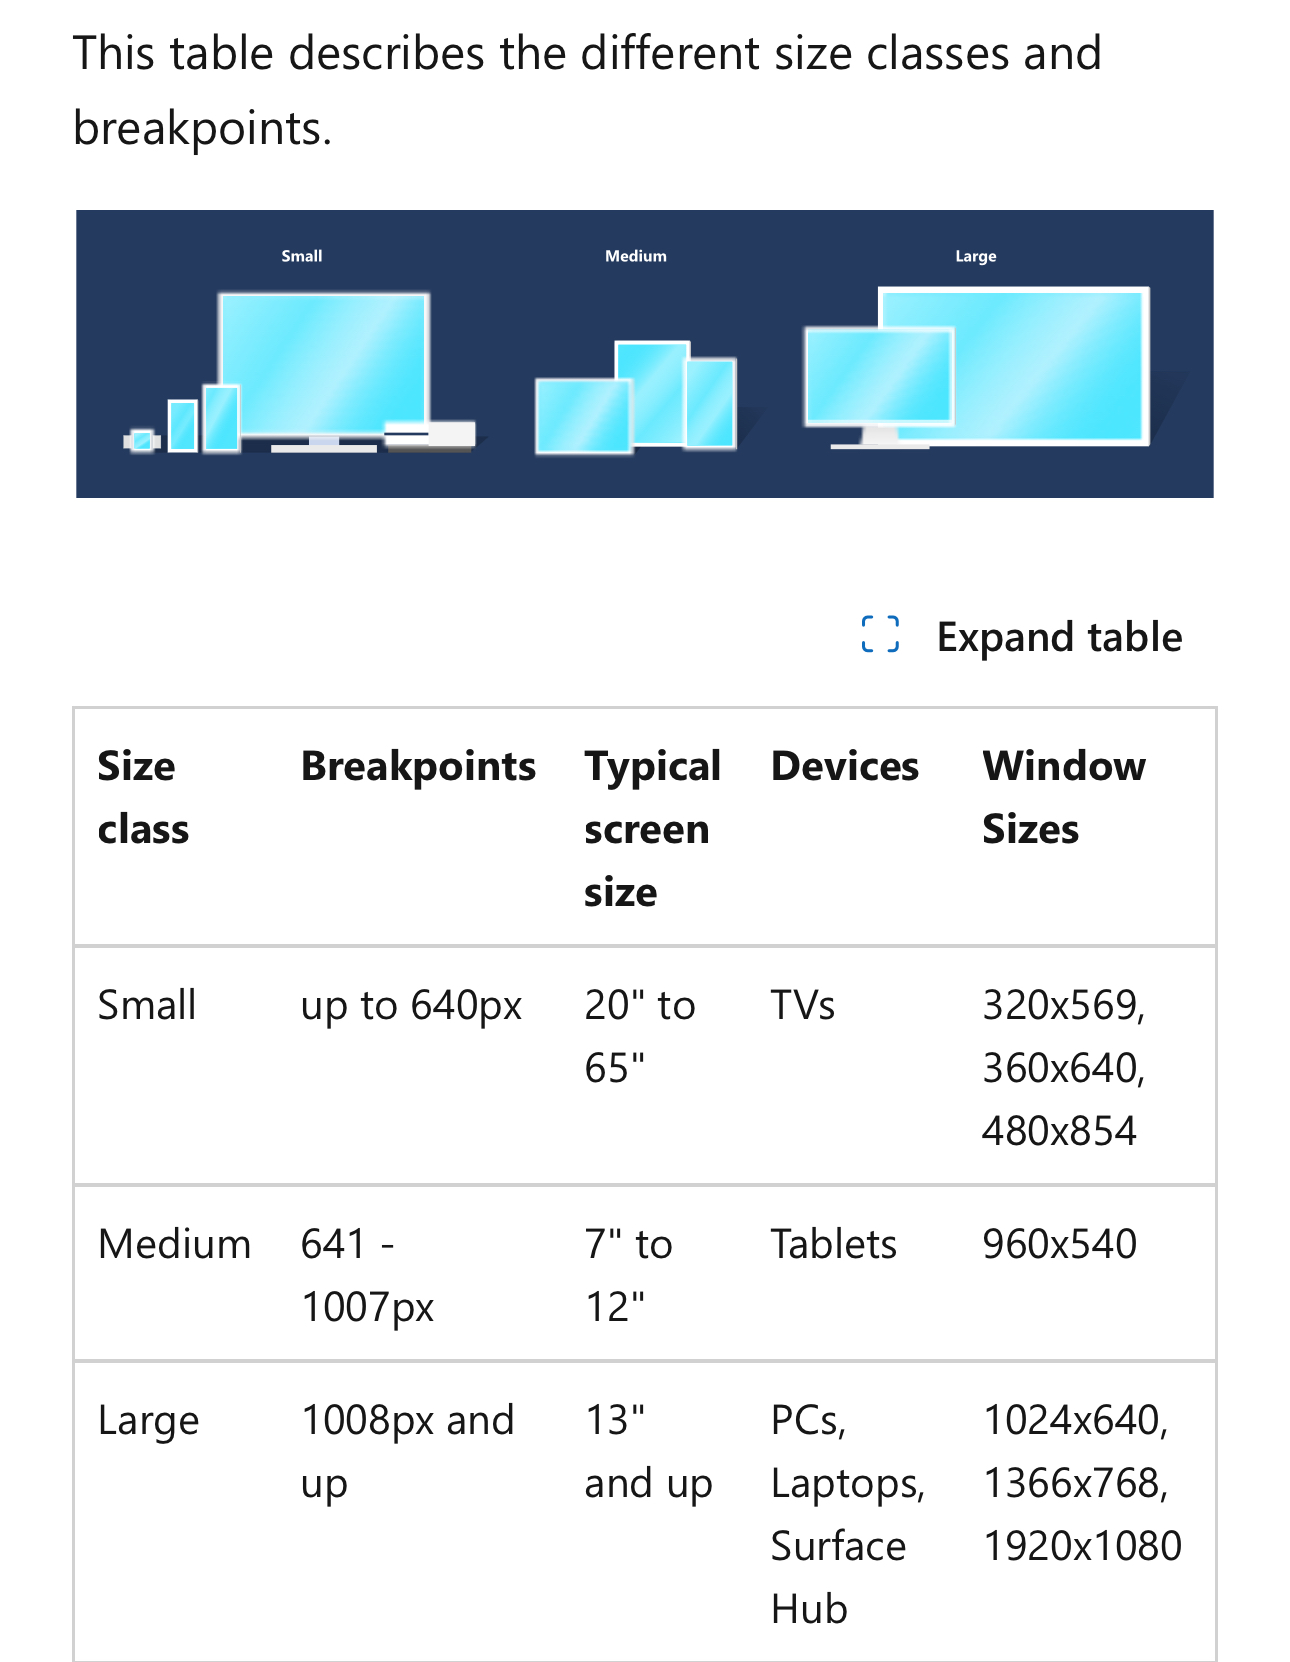 This table describes the different size classes and
breakpoints.
Small Medium Large
Expand table
Size class Breakpoints Typical screen size Devices Window Sizes
Small up to 640px 20" to 65" TVs 320x569, 360x640, 480x854
Medium 641 - 1007px 7" to 12" Tablets 960x540
Large 1008px and up 13" and up PCs, Laptops, Surface Hub 1024x640, 1366x768, 1920x1080